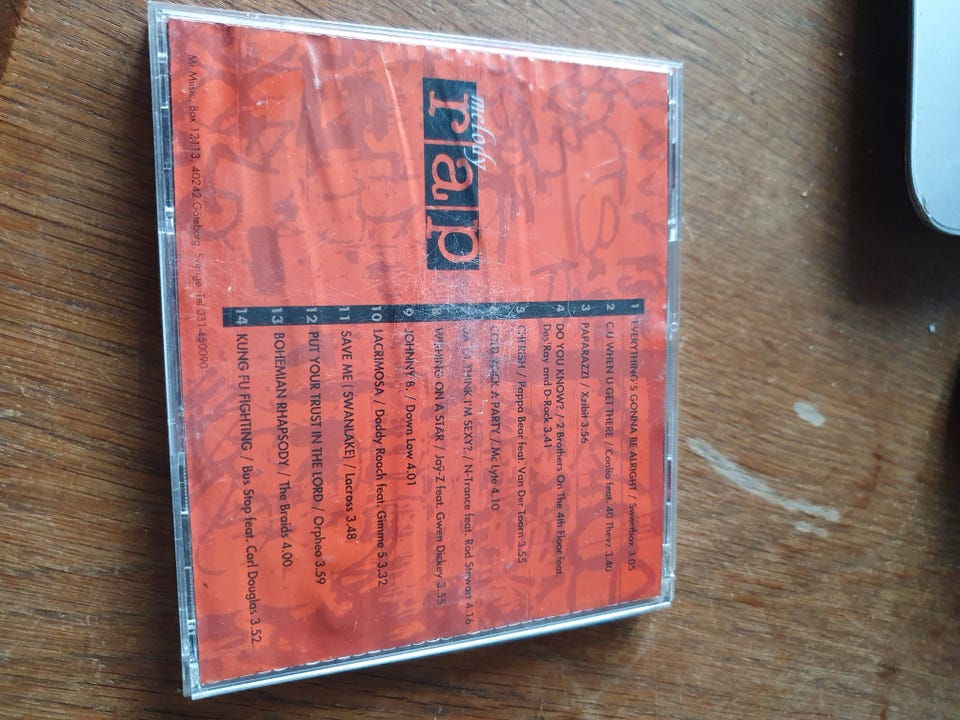 melody
rap
1 EVERYTHING'S GONNA BE ALRIGHT / Sweetbox 3.05
2 C U WHEN U GET THERE / Coolio feat. 40 Thevz 3.40
3 PAPARAZZI / Xzibit 3.56
4 DO YOU KNOW? / 2 Brothers On The 4th Floor feat.
Des'Ray and D-Rock 3.41
5 CHERISH / Pappa Bear feat. Van Der Toorn 3.55
6 COLD ROCK A PARTY / Mc Lyte 4.10
7 DA YA THINK I'M SEXY? / N-Trance feat. Rod Stewart 4.16
8 WISHING ON A STAR / Jay-Z feat. Gwen Dickey 3.55
9 JOHNNY B. / Down Low 4.01
10 LACRIMOSA / Daddy Roach feat. Gimme 5 3.32
11 SAVE ME (SWANLAKE) / Lacross 3.48
12 PUT YOUR TRUST IN THE LORD / Orpheo 3.59
13 BOHEMIAN RHAPSODY / The Braids 4.00
14 KUNG FU FIGHTING / Bus Stop feat. Carl Douglas 3.52
Mr Music, Box 12113, 40242 Göteborg, Sverige. Tel 031-460090